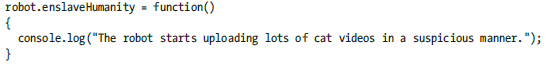 robot.enslaveHumanity = function()
{
  console.log("The robot starts uploading lots of cat videos in a suspicious manner.");
}